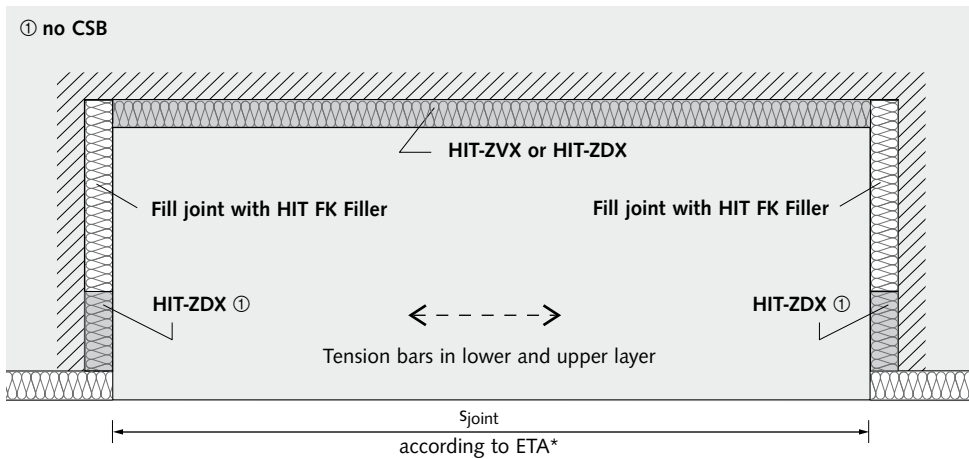 ① no CSB
HIT-ZVX or HIT-ZDX
Fill joint with HIT FK Filler
Fill joint with HIT FK Filler
HIT-ZDX ①
HIT-ZDX ①
Tension bars in lower and upper layer
sjoint
according to ETA*